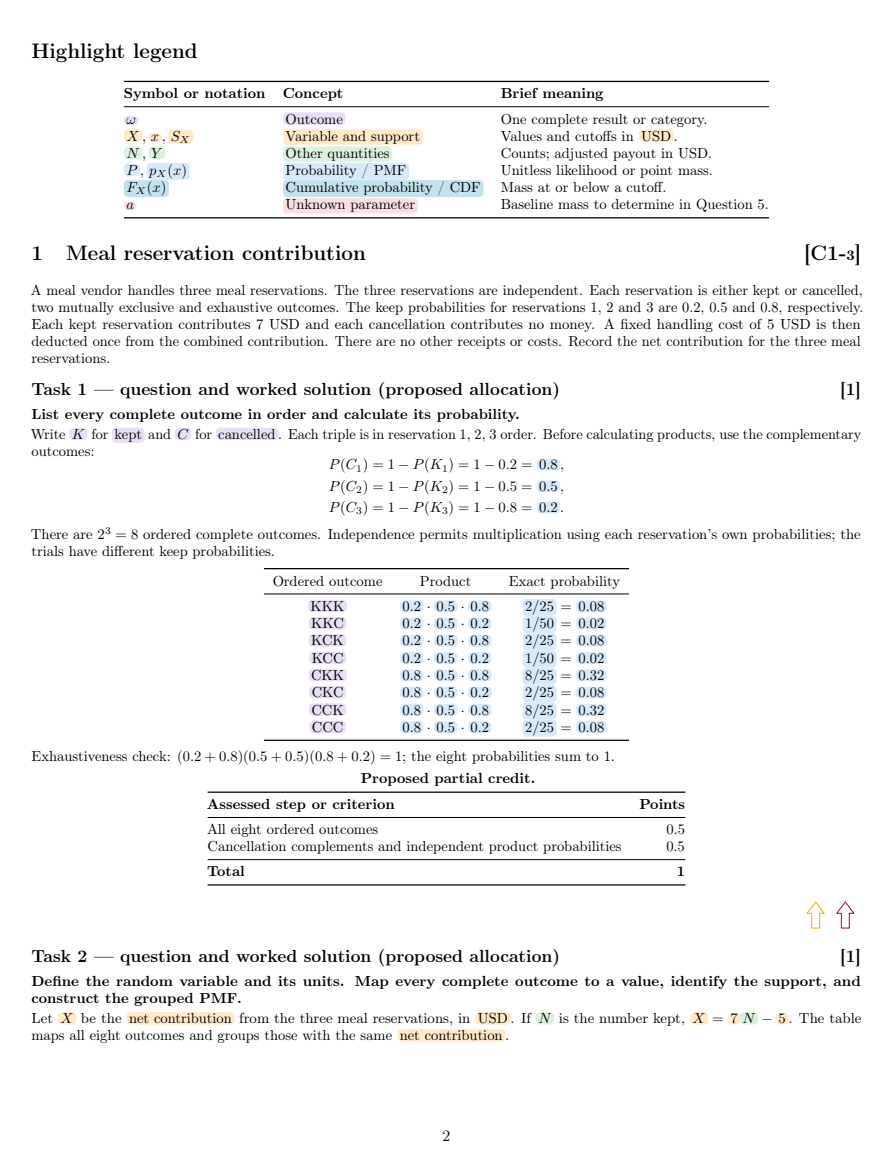 Highlight legend
Symbol or notation Concept Brief meaning
ω Outcome One complete result or category.
X, x, S_X Variable and support Values and cutoffs in USD.
N, Y Other quantities Counts; adjusted payout in USD.
P, p_X(x) Probability / PMF Unitless likelihood or point mass.
F_X(x) Cumulative probability / CDF Mass at or below a cutoff.
a Unknown parameter Baseline mass to determine in Question 5.
1 Meal reservation contribution [C1-3]
A meal vendor handles three meal reservations. The three reservations are independent. Each reservation is either kept or cancelled,
two mutually exclusive and exhaustive outcomes. The keep probabilities for reservations 1, 2 and 3 are 0.2, 0.5 and 0.8, respectively.
Each kept reservation contributes 7 USD and each cancellation contributes no money. A fixed handling cost of 5 USD is then
deducted once from the combined contribution. There are no other receipts or costs. Record the net contribution for the three meal
reservations.
Task 1 — question and worked solution (proposed allocation) [1]
List every complete outcome in order and calculate its probability.
Write K for kept and C for cancelled. Each triple is in reservation 1, 2, 3 order. Before calculating products, use the complementary
outcomes:
P(C₁) = 1 − P(K₁) = 1 − 0.2 = 0.8,
P(C₂) = 1 − P(K₂) = 1 − 0.5 = 0.5,
P(C₃) = 1 − P(K₃) = 1 − 0.8 = 0.2.
There are 2³ = 8 ordered complete outcomes. Independence permits multiplication using each reservation's own probabilities; the
trials have different keep probabilities.
Ordered outcome Product Exact probability
KKK 0.2 · 0.5 · 0.8 2/25 = 0.08
KKC 0.2 · 0.5 · 0.2 1/50 = 0.02
KCK 0.2 · 0.5 · 0.8 2/25 = 0.08
KCC 0.2 · 0.5 · 0.2 1/50 = 0.02
CKK 0.8 · 0.5 · 0.8 8/25 = 0.32
CKC 0.8 · 0.5 · 0.2 2/25 = 0.08
CCK 0.8 · 0.5 · 0.8 8/25 = 0.32
CCC 0.8 · 0.5 · 0.2 2/25 = 0.08
Exhaustiveness check: (0.2 + 0.8)(0.5 + 0.5)(0.8 + 0.2) = 1; the eight probabilities sum to 1.
Proposed partial credit.
Assessed step or criterion Points
All eight ordered outcomes 0.5
Cancellation complements and independent product probabilities 0.5
Total 1
Task 2 — question and worked solution (proposed allocation) [1]
Define the random variable and its units. Map every complete outcome to a value, identify the support, and
construct the grouped PMF.
Let X be the net contribution from the three meal reservations, in USD. If N is the number kept, X = 7 N − 5. The table
maps all eight outcomes and groups those with the same net contribution.
2